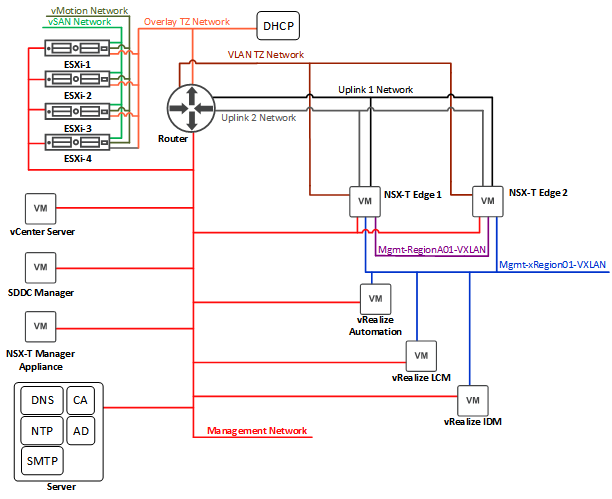 vMotion Network
vSAN Network
Overlay TZ Network
DHCP
ESXi-1
ESXi-2
ESXi-3
ESXi-4
VLAN TZ Network
Uplink 1 Network
Uplink 2 Network
Router
VM
NSX-T Edge 1
VM
NSX-T Edge 2
VM
vCenter Server
Mgmt-RegionA01-VXLAN
Mgmt-xRegion01-VXLAN
VM
SDDC Manager
VM
vRealize
Automation
VM
NSX-T Manager
Appliance
VM
vRealize LCM
VM
vRealize IDM
DNS
CA
NTP
AD
SMTP
Server
Management Network